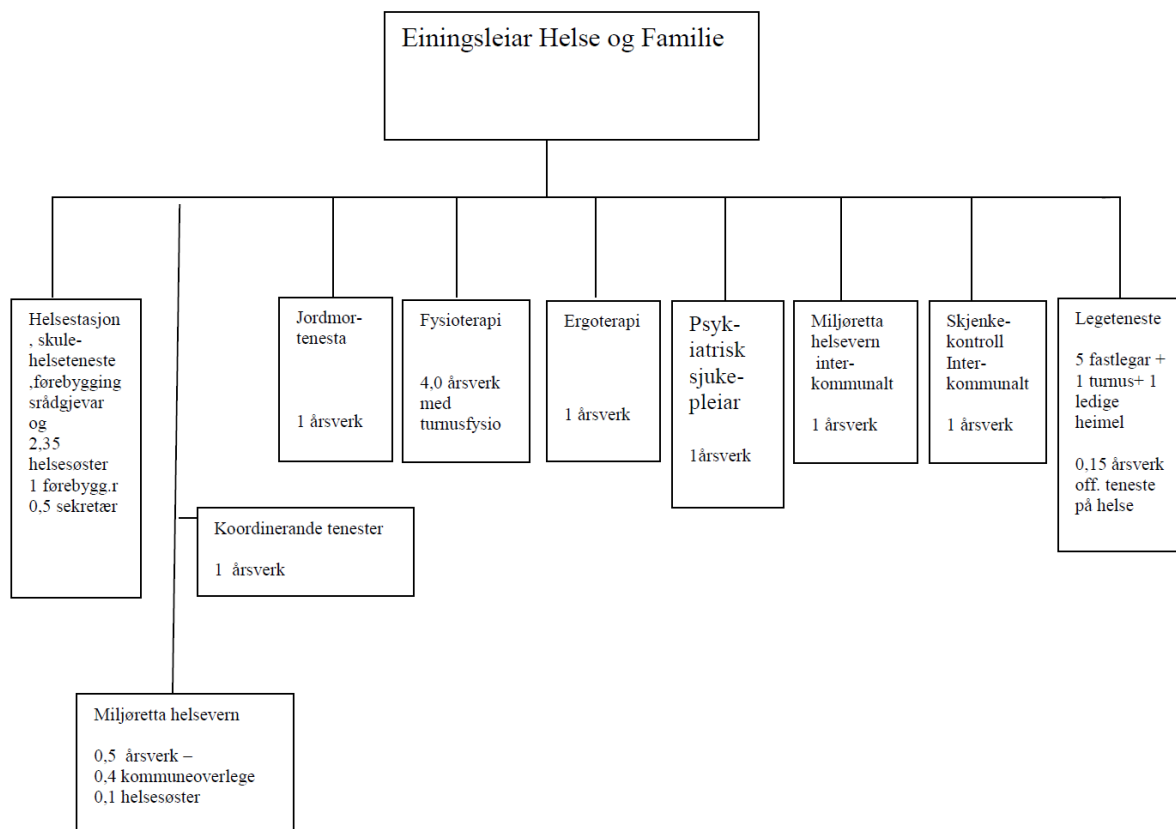 Einingsleiar Helse og Familie
Helsestasjon
, skule-
helseteneste
,førebygging
srådgjevar
og
2,35
helsesøster
1 førebygg.r
0,5 sekretær
Jordmor-
tenesta
1 årsverk
Fysioterapi
4,0 årsverk
med
turnusfysio
Ergoterapi
1 årsverk
Psyk-
iatrisk
sjuke-
pleiar
1årsverk
Miljøretta
helsevern
inter-
kommunalt
1 årsverk
Skjenke-
kontroll
Inter-
kommunalt
1 årsverk
Legeteneste
5 fastlegar +
1 turnus+ 1
ledige
heimel
0,15 årsverk
off. teneste
på helse
Koordinerande tenester
1 årsverk
Miljøretta helsevern
0,5 årsverk –
0,4 kommuneoverlege
0,1 helsesøster